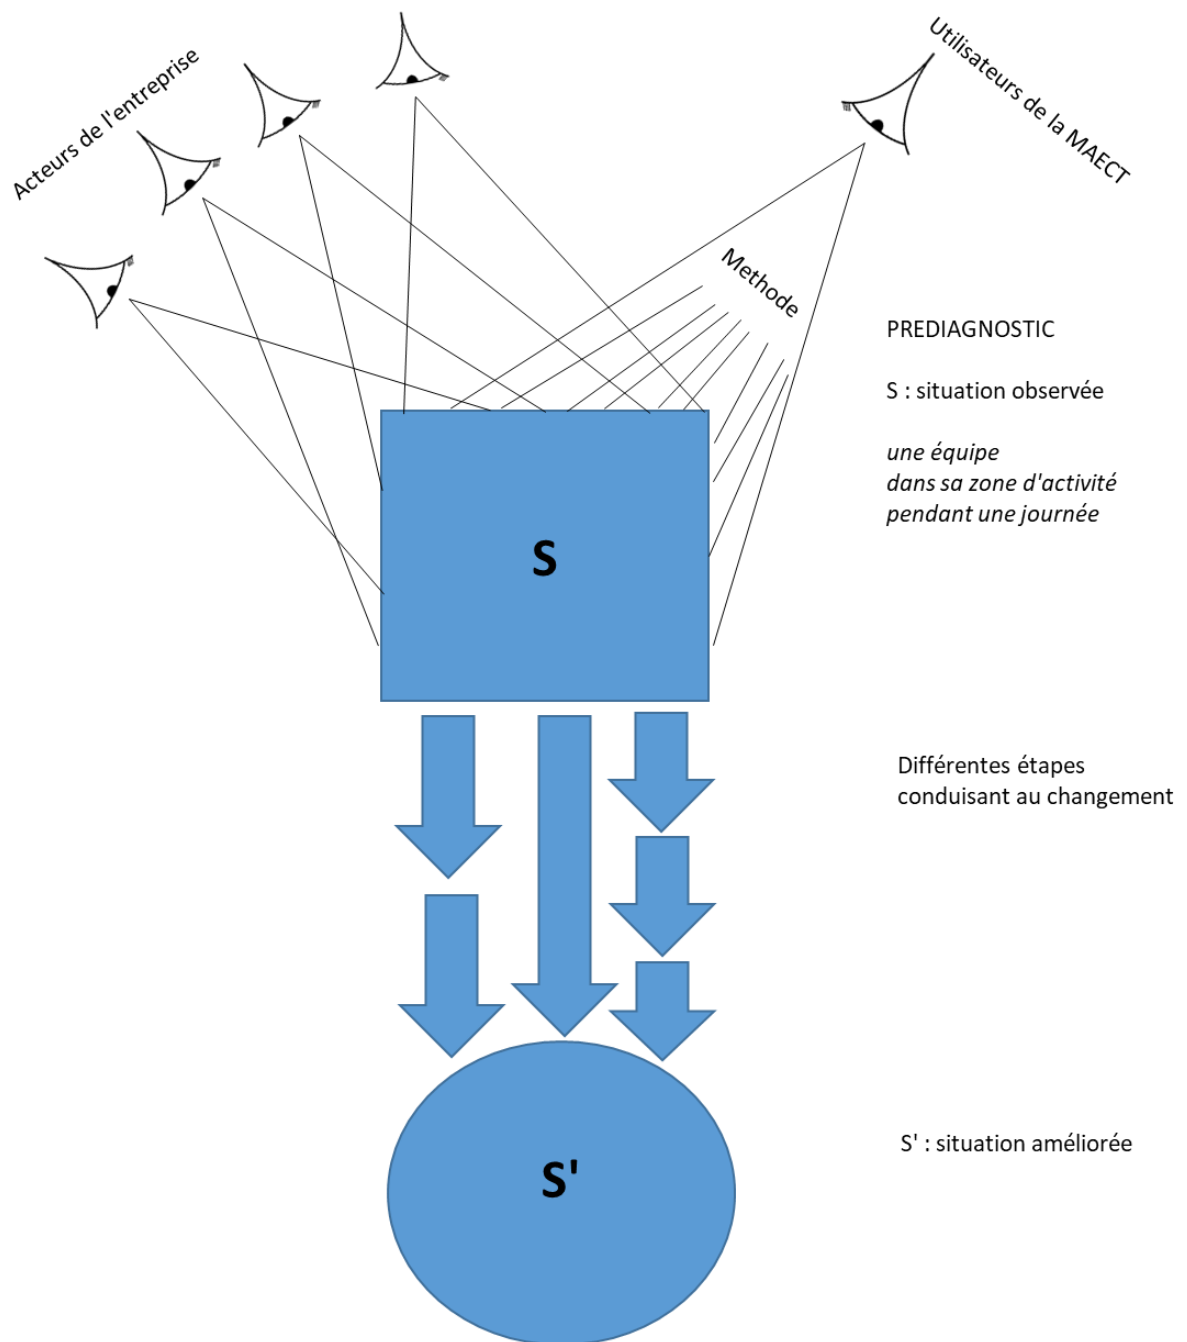 Acteurs de l'entreprise
Utilisateurs de la MAECT
Methode
PREDIAGNOSTIC
S : situation observée
une équipe
dans sa zone d'activité
pendant une journée
S
Différentes étapes
conduisant au changement
S' : situation améliorée
S'